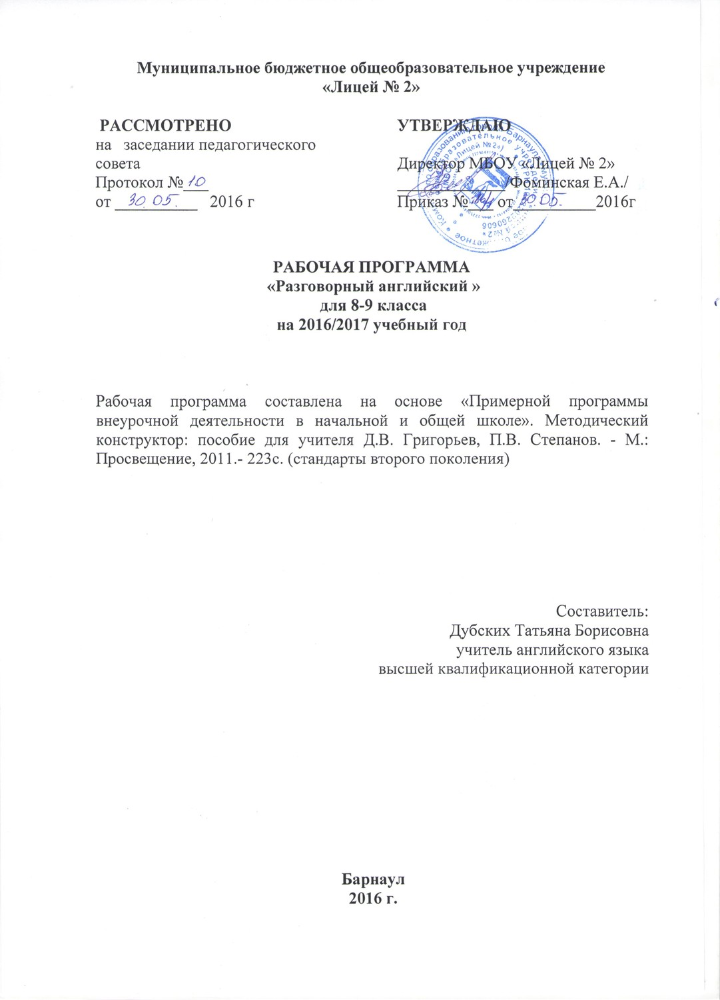 Муниципальное бюджетное общеобразовательное учреждение
«Лицей № 2»
РАССМОТРЕНО
на заседании педагогического
совета
Протокол № 10
от 30.05. 2016 г
УТВЕРЖДАЮ
Директор МБОУ «Лицей № 2»
____________/Фоминская Е.А./
Приказ №___ от 30.05. 2016г
РАБОЧАЯ ПРОГРАММА
«Разговорный английский »
для 8-9 класса
на 2016/2017 учебный год
Рабочая программа составлена на основе «Примерной программы
внеурочной деятельности в начальной и общей школе». Методический
конструктор: пособие для учителя Д.В. Григорьев, П.В. Степанов. - М.:
Просвещение, 2011.- 223с. (стандарты второго поколения)
Составитель:
Дубских Татьяна Борисовна
учитель английского языка
высшей квалификационной категории
Барнаул
2016 г.